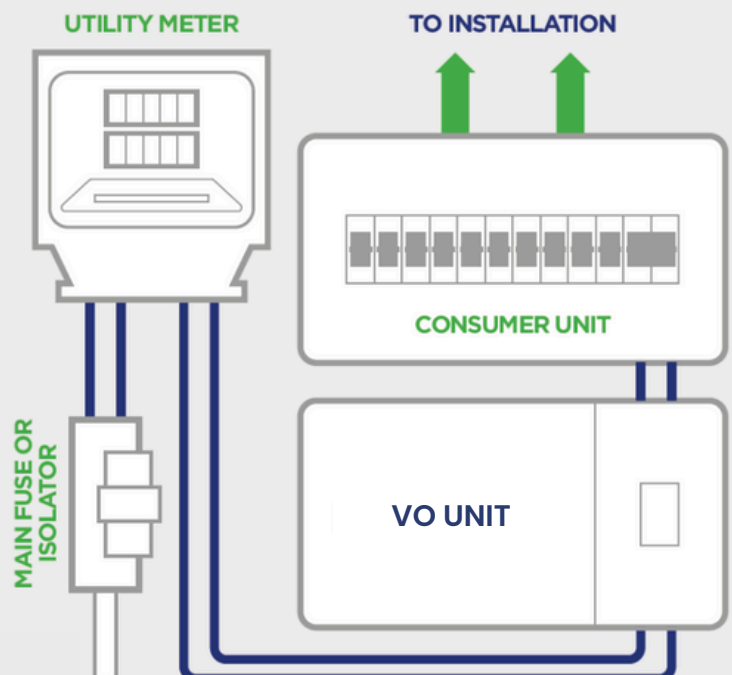 UTILITY METER
TO INSTALLATION
CONSUMER UNIT
MAIN FUSE OR
ISOLATOR
VO UNIT